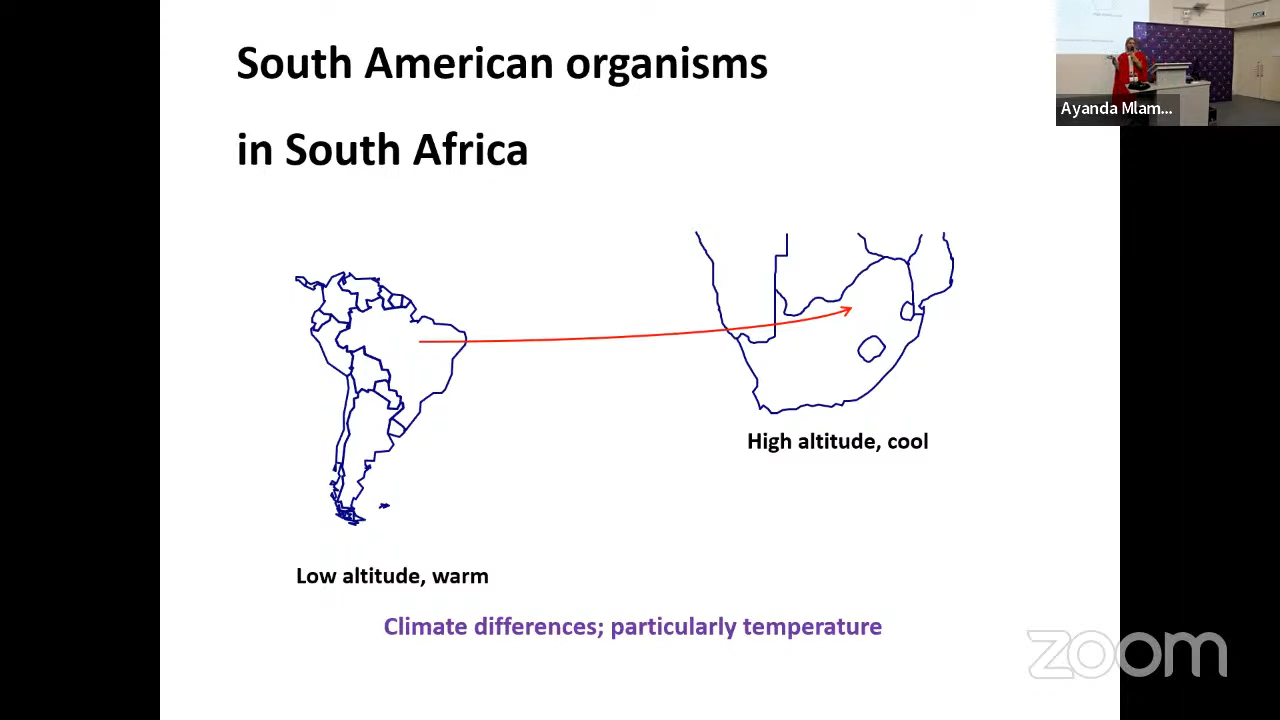 South American organisms
in South Africa
Ayanda Mlam...
High altitude, cool
Low altitude, warm
Climate differences; particularly temperature
zoom